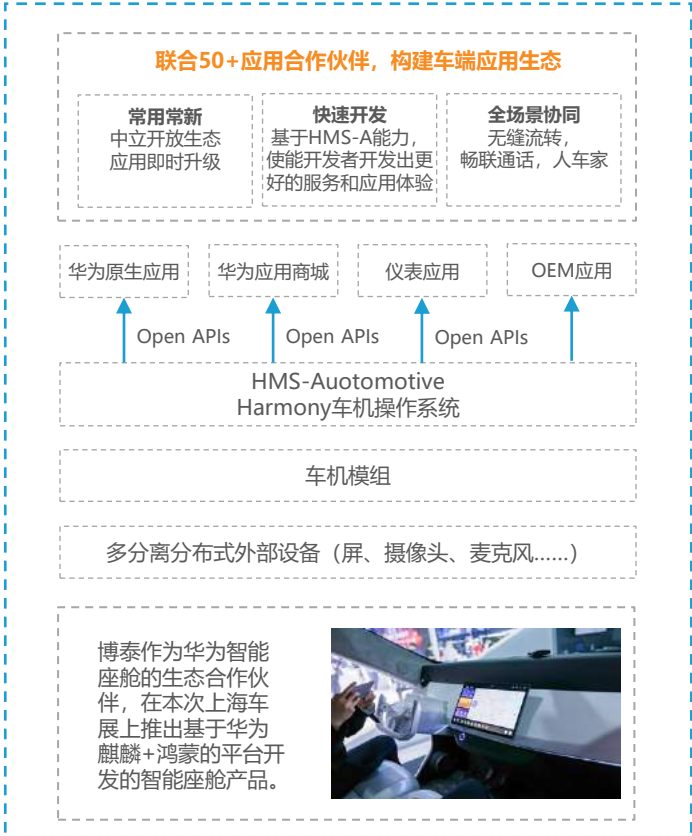 联合50+应用合作伙伴，构建车端应用生态
常用常新
中立开放生态
应用即时升级
快速开发
基于HMS-A能力，
使能开发者开发出更
好的服务和应用体验
全场景协同
无缝流转，
畅联通话，人车家
华为原生应用
华为应用商城
仪表应用
OEM应用
Open APIs
Open APIs
Open APIs
HMS-Auotomotive
Harmony车机操作系统
车机模组
多分离分布式外部设备（屏、摄像头、麦克风......）
博泰作为华为智能
座舱的生态合作伙
伴，在本次上海车
展上推出基于华为
麒麟+鸿蒙的平台开
发的智能座舱产品。